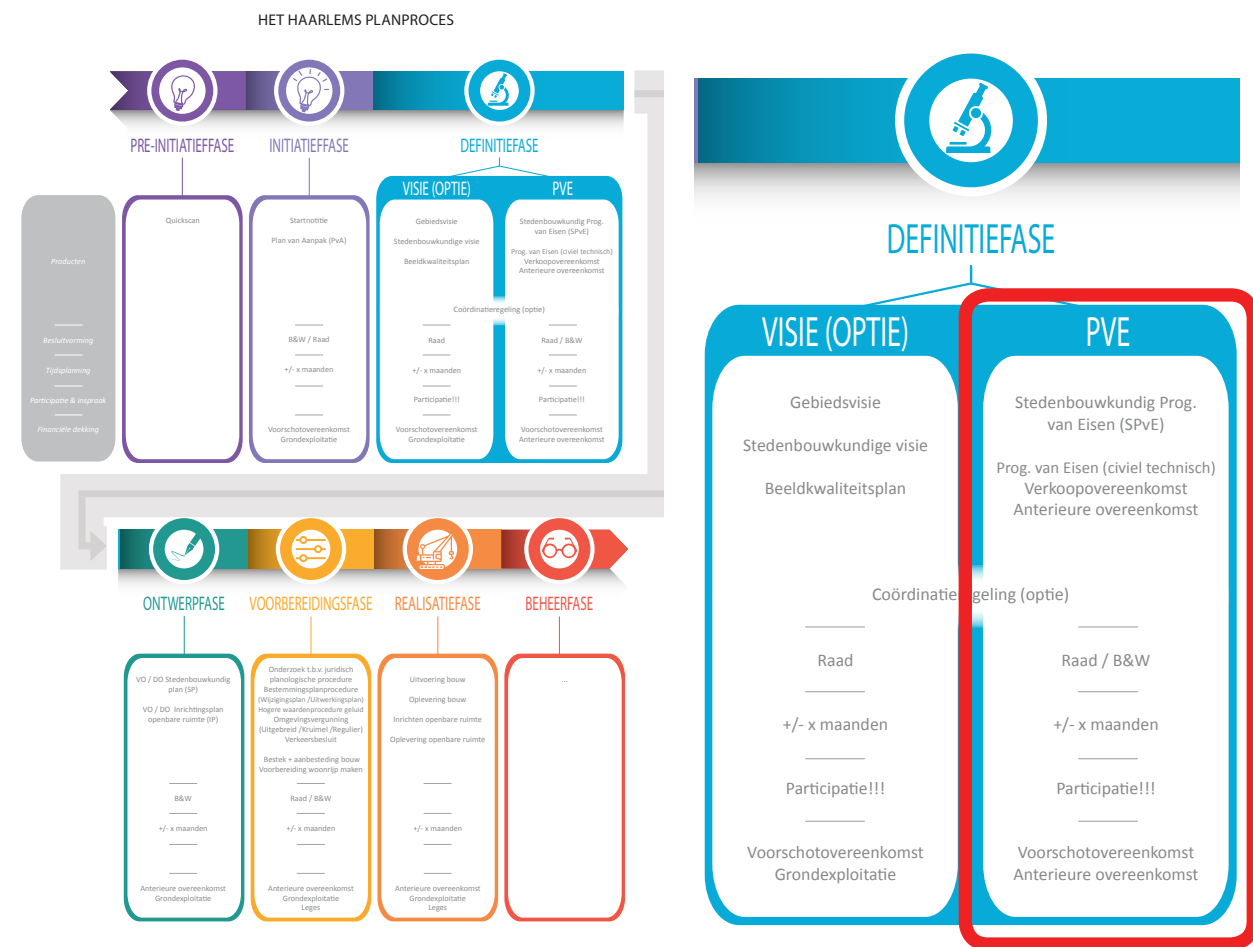 HET HAARLEMS PLANPROCES
PRE-INITIATIEFFASE
INITIATIEFFASE
DEFINITIEFASE
VISIE (OPTIE)
PVE
Producten
Besluitvorming
Tijdsplanning
Participatie & inspraak
Financiële dekking
Quickscan
Startnotitie
Plan van Aanpak (PvA)
B&W / Raad
+/- x maanden
Voorschotovereenkomst
Grondexploitatie
Gebiedsvisie
Stedenbouwkundige visie
Beeldkwaliteitsplan
Coördinatieregeling (optie)
Raad
+/- x maanden
Participatie!!!
Voorschotovereenkomst
Grondexploitatie
Stedenbouwkundig Prog.
van Eisen (SPvE)
Prog. van Eisen (civiel technisch)
Verkoopovereenkomst
Anterieure overeenkomst
Raad / B&W
+/- x maanden
Participatie!!!
Voorschotovereenkomst
Anterieure overeenkomst
ONTWERPFASE
VOORBEREIDINGSFASE
REALISATIEFASE
BEHEERFASE
VO / DO Stedenbouwkundig
plan (SP)
VO / DO  Inrichtingsplan
openbare ruimte (IP)
B&W
+/- x maanden
Anterieure overeenkomst
Grondexploitatie
Onderzoek t.b.v. juridisch
planologische procedure
Bestemmingsplanprocedure
(Wijzigingsplan /Uitwerkingsplan)
Hogere waardenprocedure geluid
Omgevingsvergunning
(Uitgebreid /Kruimel /Regulier)
Verkeersbesluit
Bestek + aanbesteding bouw
Voorbereiding woonrijp maken
Raad / B&W
+/- x maanden
Anterieure overeenkomst
Grondexploitatie
Leges
Uitvoering bouw
Oplevering bouw
Inrichten openbare ruimte
Oplevering openbare ruimte
+/- x maanden
Anterieure overeenkomst
Grondexploitatie
Leges
...
DEFINITIEFASE
VISIE (OPTIE)
PVE
Gebiedsvisie
Stedenbouwkundige visie
Beeldkwaliteitsplan
Coördinatie geling (optie)
Raad
+/- x maanden
Participatie!!!
Voorschotovereenkomst
Grondexploitatie
Stedenbouwkundig Prog.
van Eisen (SPvE)
Prog. van Eisen (civiel technisch)
Verkoopovereenkomst
Anterieure overeenkomst
Raad / B&W
+/- x maanden
Participatie!!!
Voorschotovereenkomst
Anterieure overeenkomst